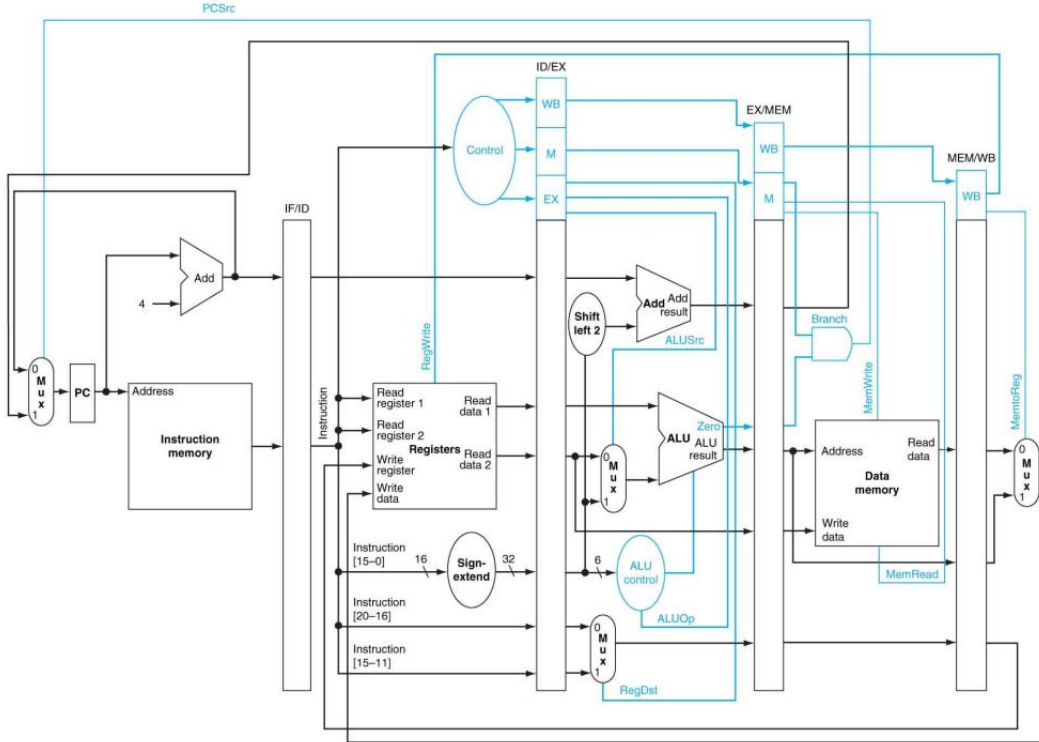 PCSrc
ID/EX
WB
EX/MEM
Control
M
WB
MEM/WB
EX
M
WB
IF/ID
Add
4
Add
Add
result
Shift
left 2
Branch
ALUSrc
RegWrite
MemWrite
MemtoReg
0
M
u
x
1
PC
Address
Instruction
memory
Instruction
Read
register 1
Read
data 1
Read
register 2
Registers
Read
data 2
Write
register
Write
data
0
M
u
x
1
Zero
ALU
ALU
result
Address
Read
data
Data
memory
Write
data
0
M
u
x
1
Instruction
[15–0]
16
Sign-
extend
32
6
ALU
control
MemRead
Instruction
[20–16]
ALUOp
0
M
u
x
1
Instruction
[15–11]
RegDst